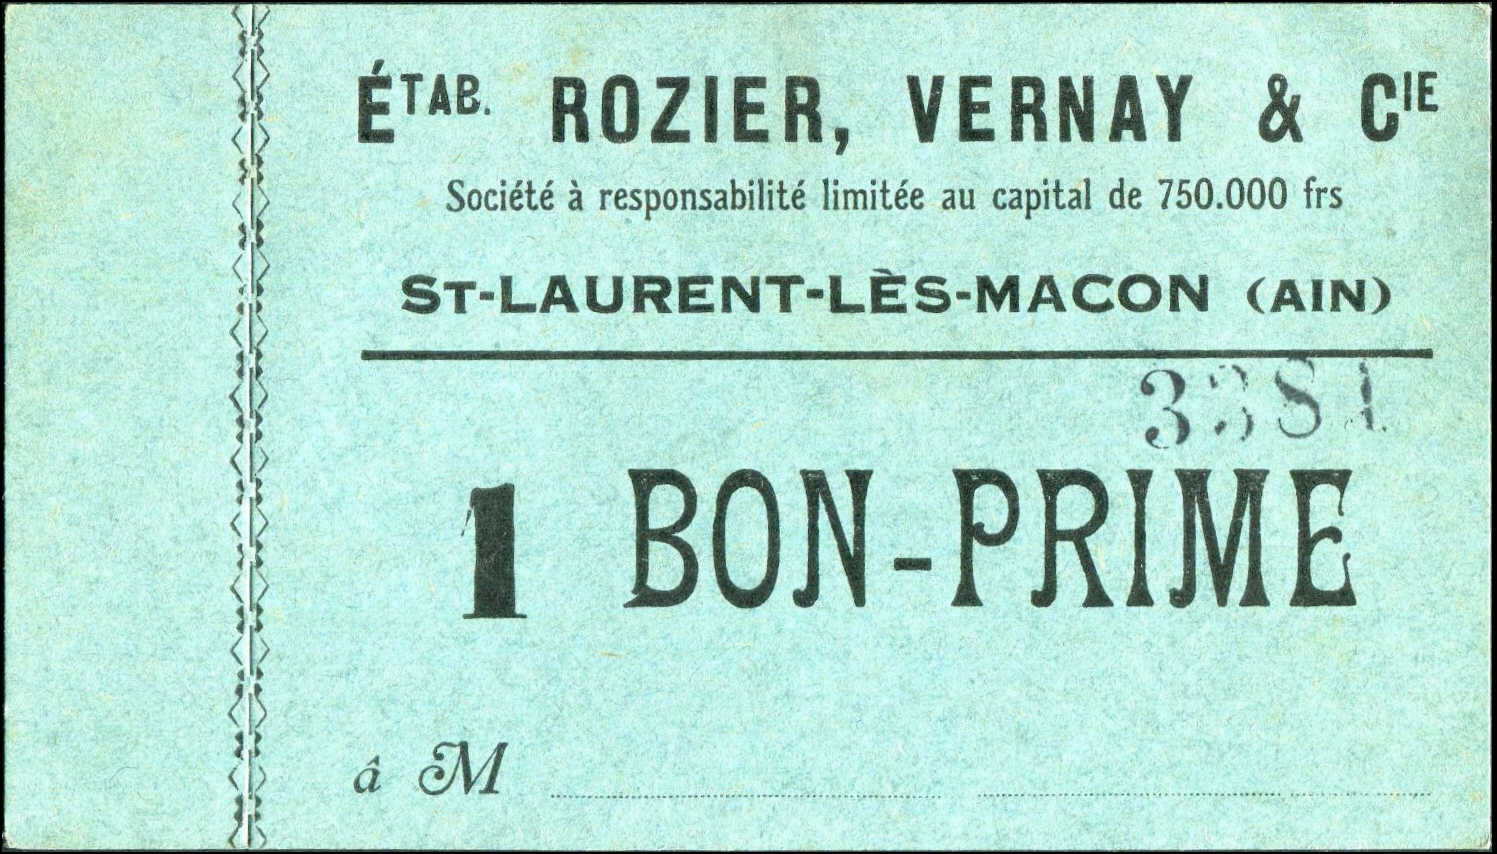 ÉTAB. ROZIER, VERNAY & CIE
Société à responsabilité limitée au capital de 750.000 frs
ST-LAURENT-LÈS-MACON (AIN)
3381
1 BON-PRIME
â M